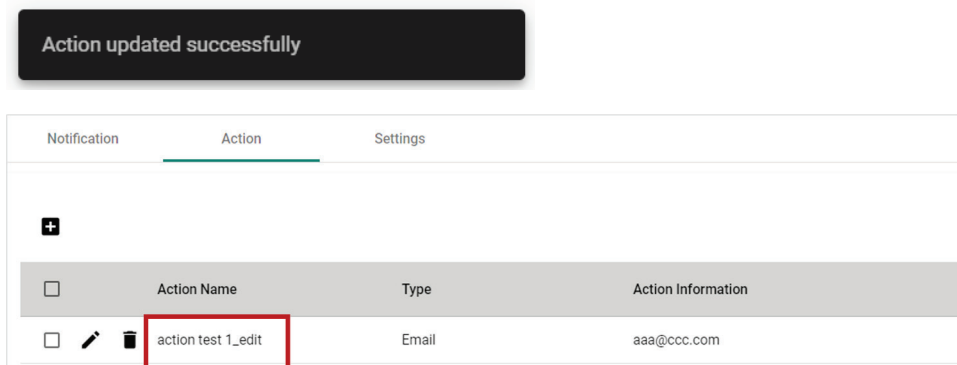 Action updated successfully
Notification Action Settings
Action Name Type Action Information
action test 1_edit Email aaa@ccc.com